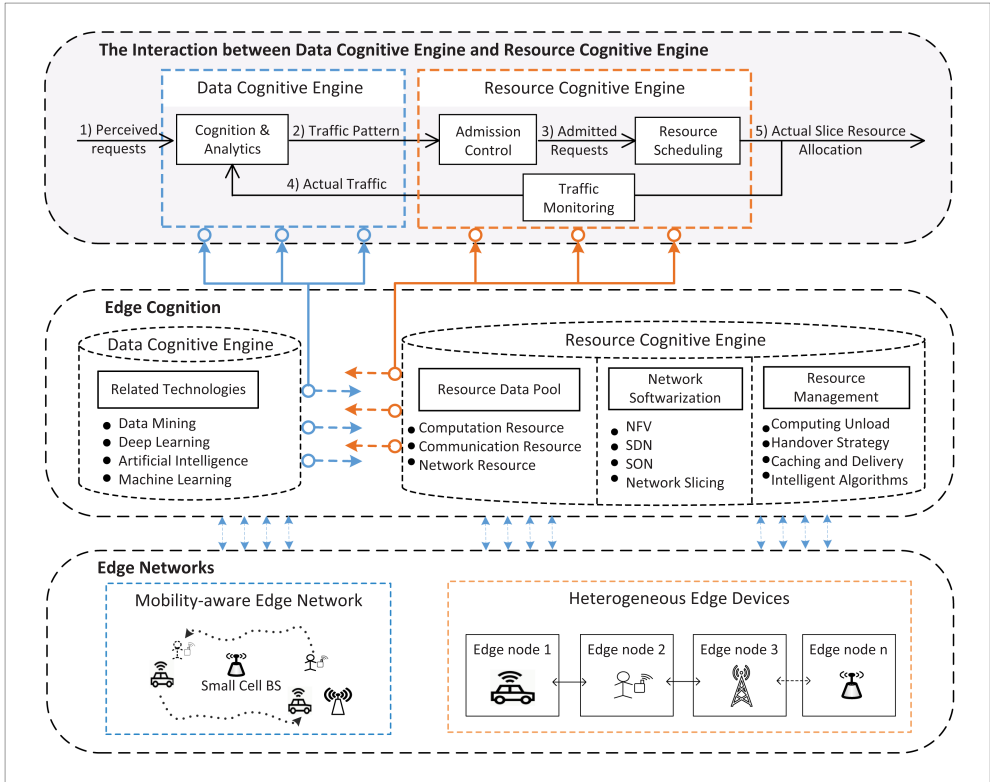 The Interaction between Data Cognitive Engine and Resource Cognitive Engine
Data Cognitive Engine
Resource Cognitive Engine
1) Perceived
requests
Cognition &
Analytics
2) Traffic Pattern
Admission
Control
3) Admitted
Requests
Resource
Scheduling
5) Actual Slice Resource
Allocation
4) Actual Traffic
Traffic
Monitoring
Edge Cognition
Data Cognitive Engine
Related Technologies
Data Mining
Deep Learning
Artificial Intelligence
Machine Learning
Resource Cognitive Engine
Resource Data Pool
Computation Resource
Communication Resource
Network Resource
Network
Softwarization
NFV
SDN
SON
Network Slicing
Resource
Management
Computing Unload
Handover Strategy
Caching and Delivery
Intelligent Algorithms
Edge Networks
Mobility-aware Edge Network
Small Cell BS
Heterogeneous Edge Devices
Edge node 1
Edge node 2
Edge node 3
Edge node n